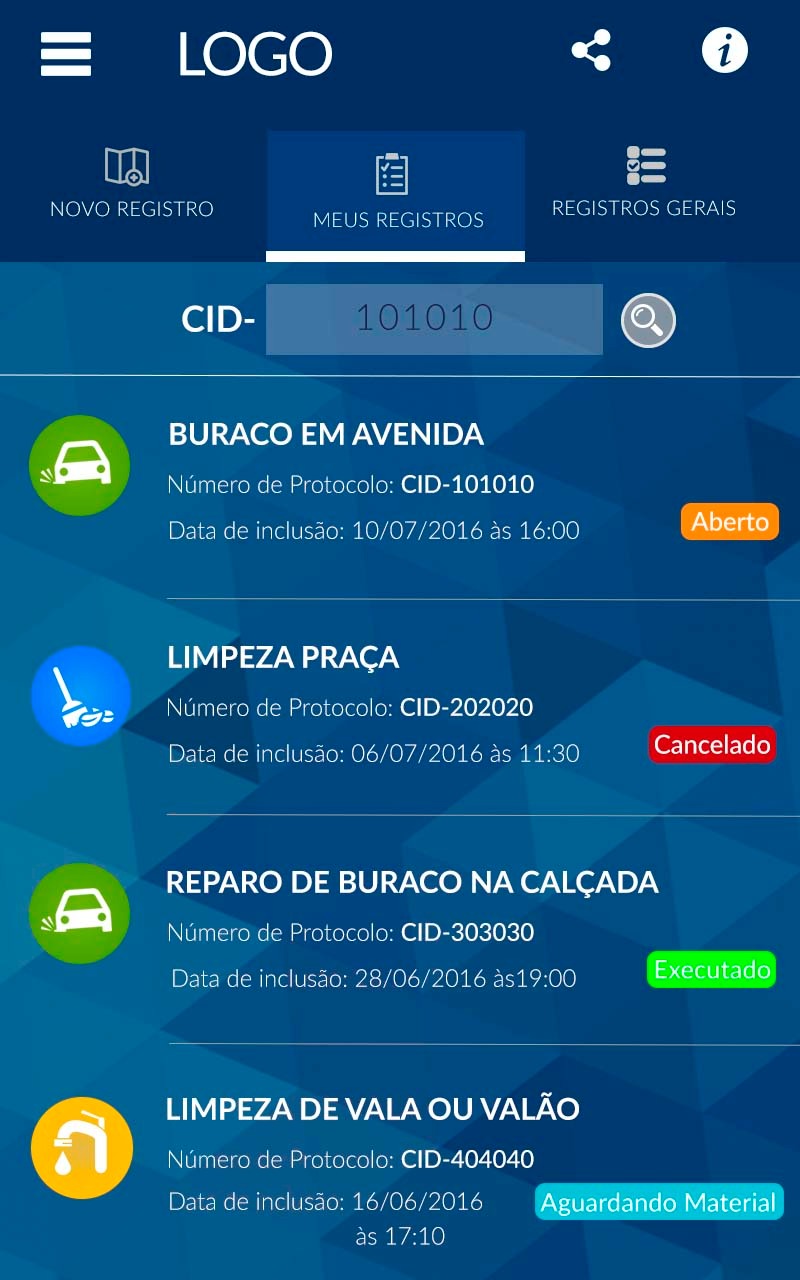 LOGO
NOVO REGISTRO
MEUS REGISTROS
REGISTROS GERAIS
CID- 101010
BURACO EM AVENIDA
Número de Protocolo: CID-101010
Data de inclusão: 10/07/2016 às 16:00
Aberto
LIMPEZA PRAÇA
Número de Protocolo: CID-202020
Data de inclusão: 06/07/2016 às 11:30
Cancelado
REPARO DE BURACO NA CALÇADA
Número de Protocolo: CID-303030
Data de inclusão: 28/06/2016 às19:00
Executado
LIMPEZA DE VALA OU VALÃO
Número de Protocolo: CID-404040
Data de inclusão: 16/06/2016
às 17:10
Aguardando Material